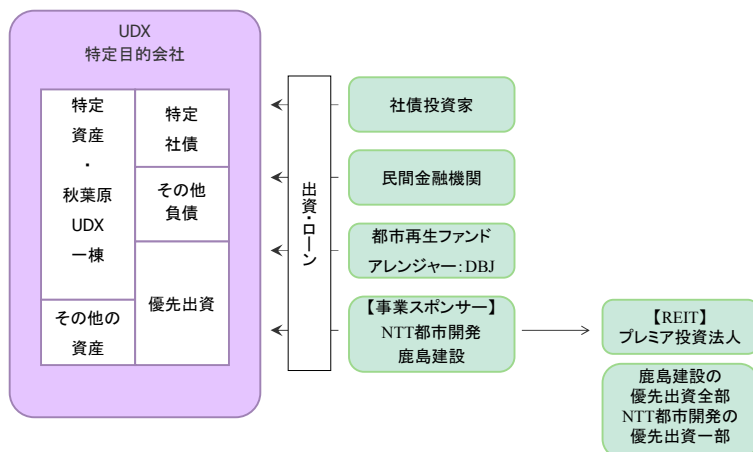 UDX
特定目的会社
特定
資産
・
秋葉原
UDX
一棟
その他の
資産
特定
社債
その他
負債
優先出資
出資・ローン
社債投資家
民間金融機関
都市再生ファンド
アレンジャー：DBJ
【事業スポンサー】
NTT都市開発
鹿島建設
【REIT】
プレミア投資法人
鹿島建設の
優先出資全部
NTT都市開発の
優先出資一部